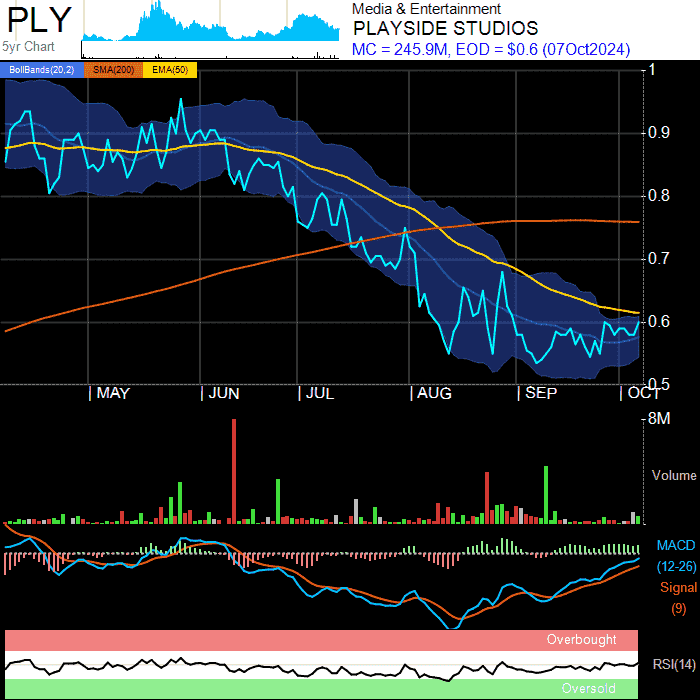 PLY
5yr Chart
Media & Entertainment
PLAYSIDE STUDIOS
MC = 245.9M, EOD = $0.6 (07Oct2024)
BollBands(20,2) SMA(200) EMA(50)
1
0.9
0.8
0.7
0.6
0.5
| MAY | JUN | JUL | AUG | SEP | OCT
8M
Volume
MACD
(12-26)
Signal
(9)
Overbought
RSI(14)
Oversold